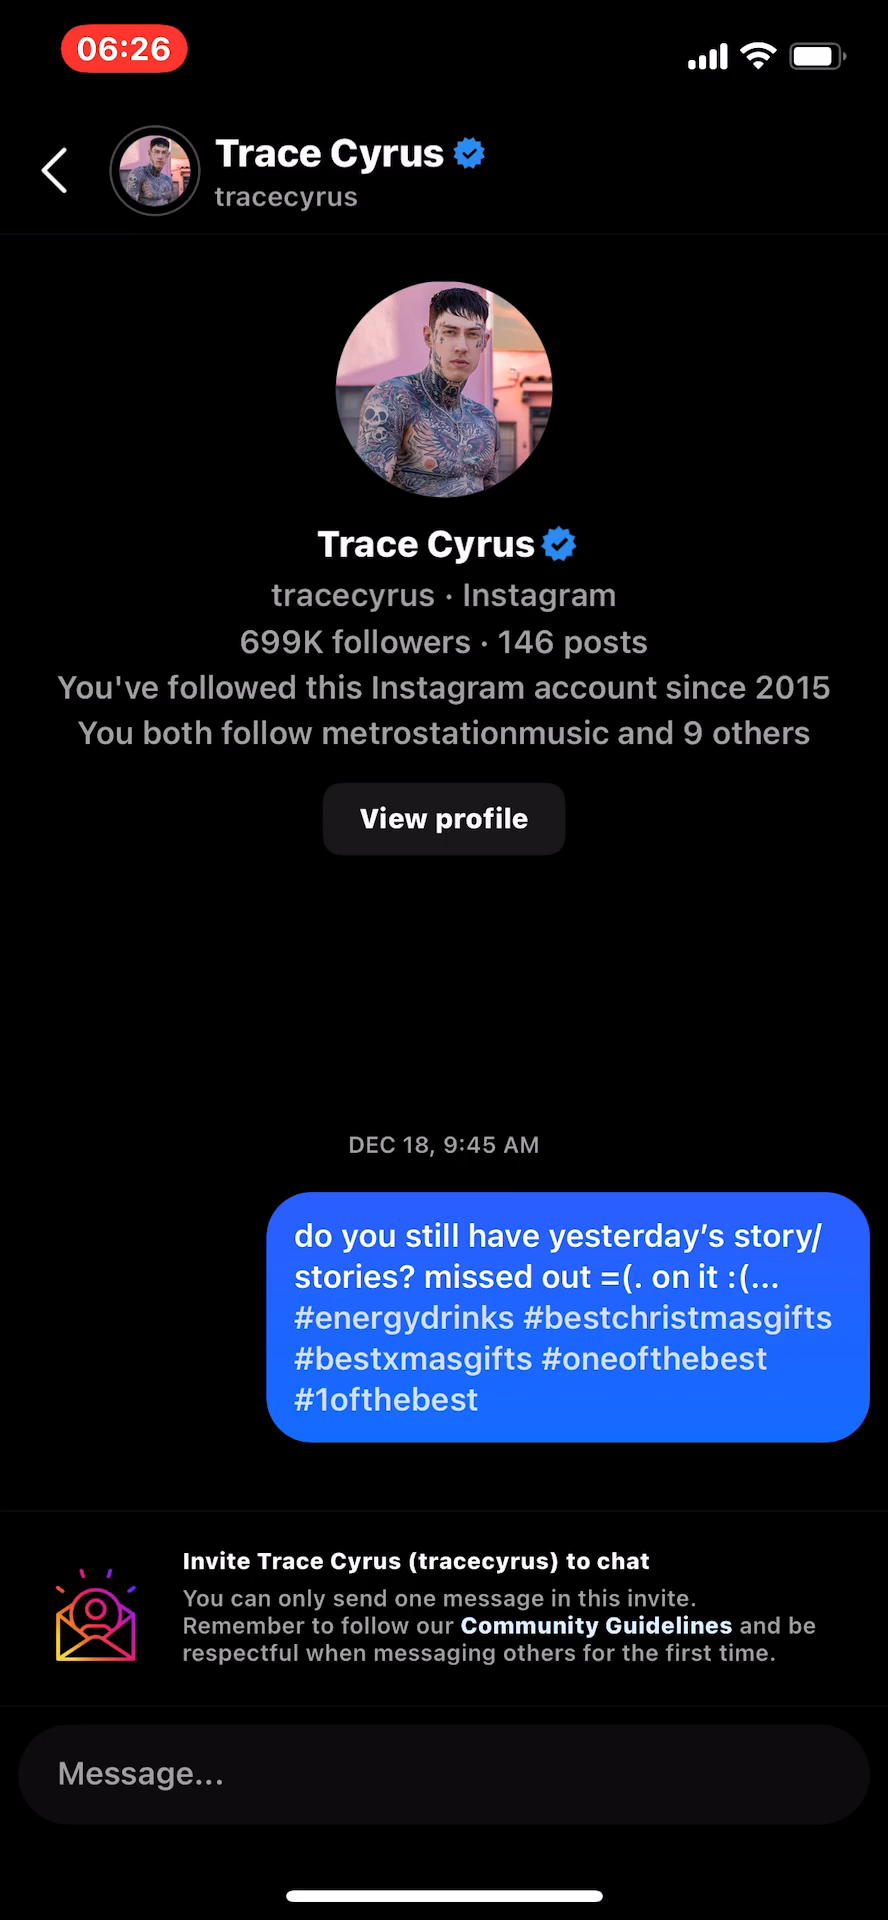 06:26
Trace Cyrus
tracecyrus
Trace Cyrus
tracecyrus · Instagram
699K followers · 146 posts
You've followed this Instagram account since 2015
You both follow metrostationmusic and 9 others
View profile
DEC 18, 9:45 AM
do you still have yesterday’s story/
stories? missed out =(. on it :(...
#energydrinks #bestchristmasgifts
#bestxmasgifts #oneofthebest
#1ofthebest
Invite Trace Cyrus (tracecyrus) to chat
You can only send one message in this invite.
Remember to follow our Community Guidelines and be
respectful when messaging others for the first time.
Message...